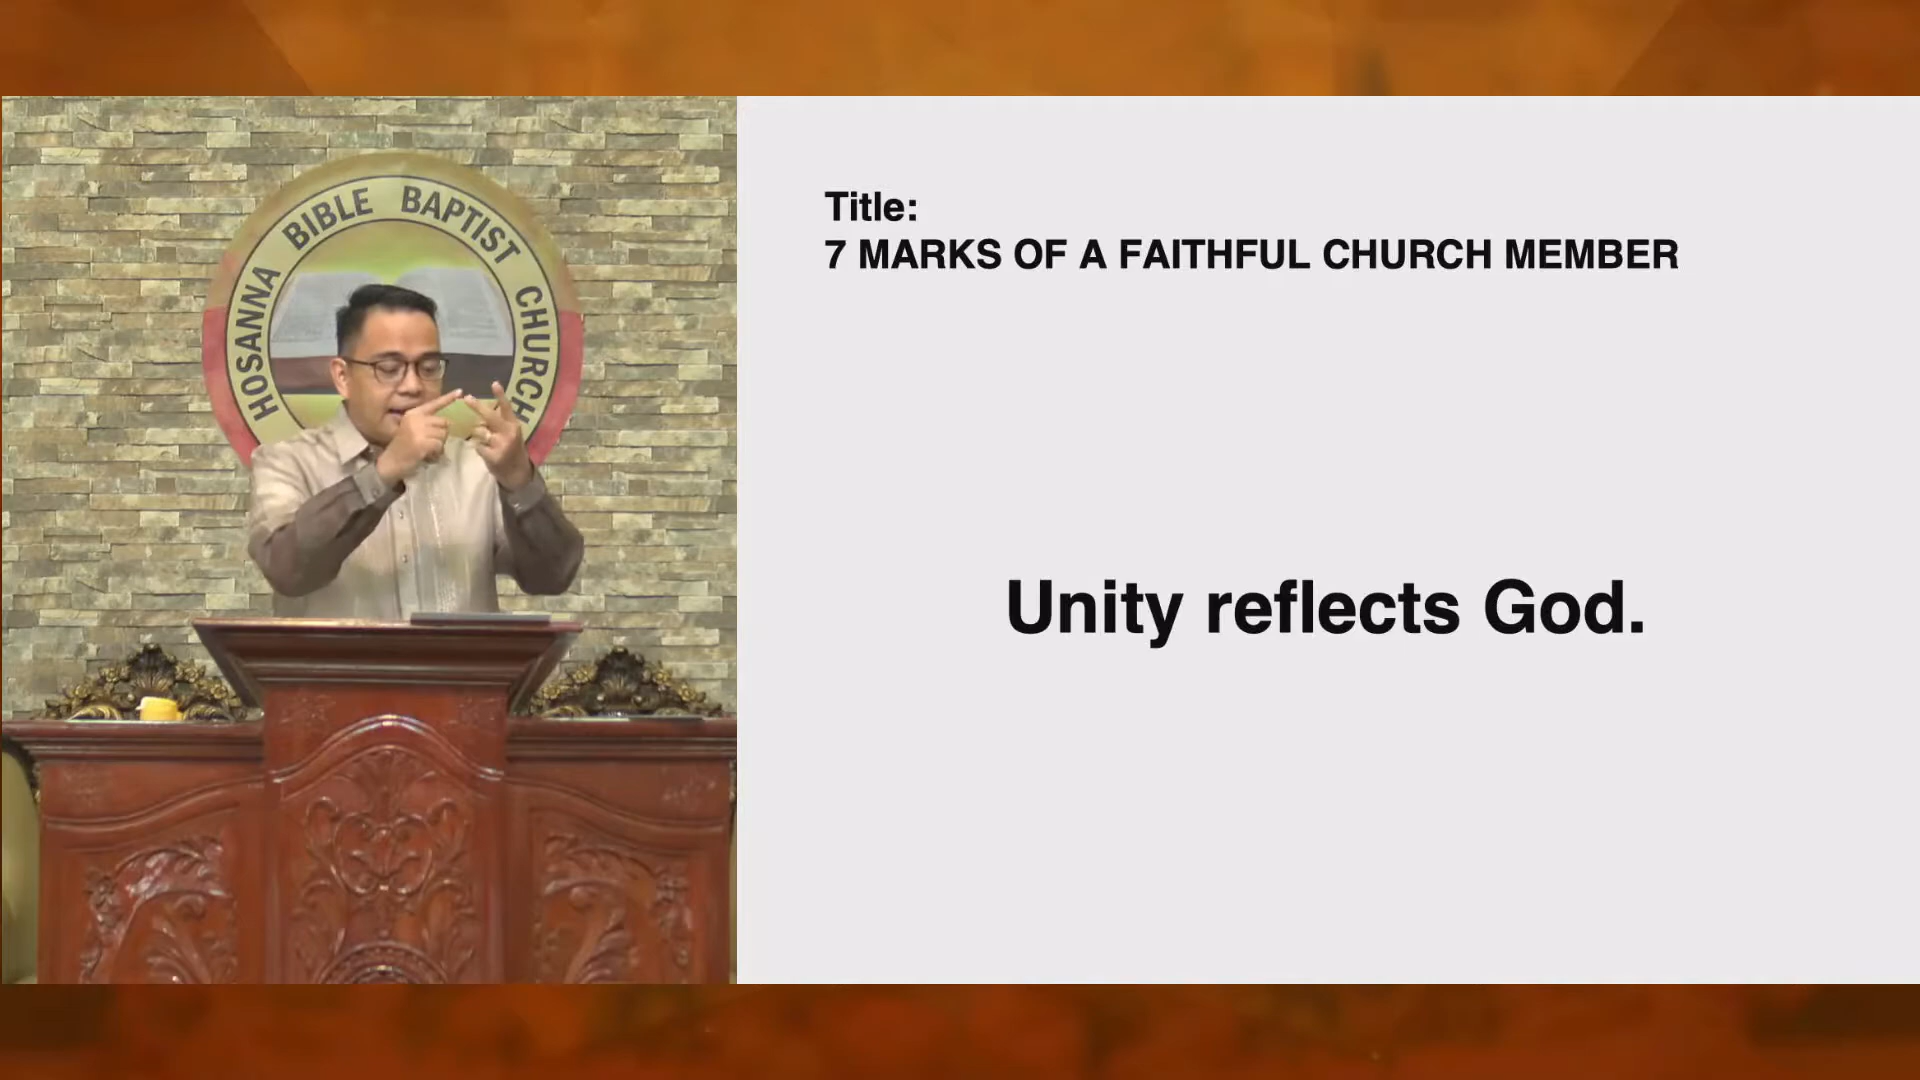 HOSANNA BIBLE BAPTIST CHURCH
Title:
7 MARKS OF A FAITHFUL CHURCH MEMBER
Unity reflects God.